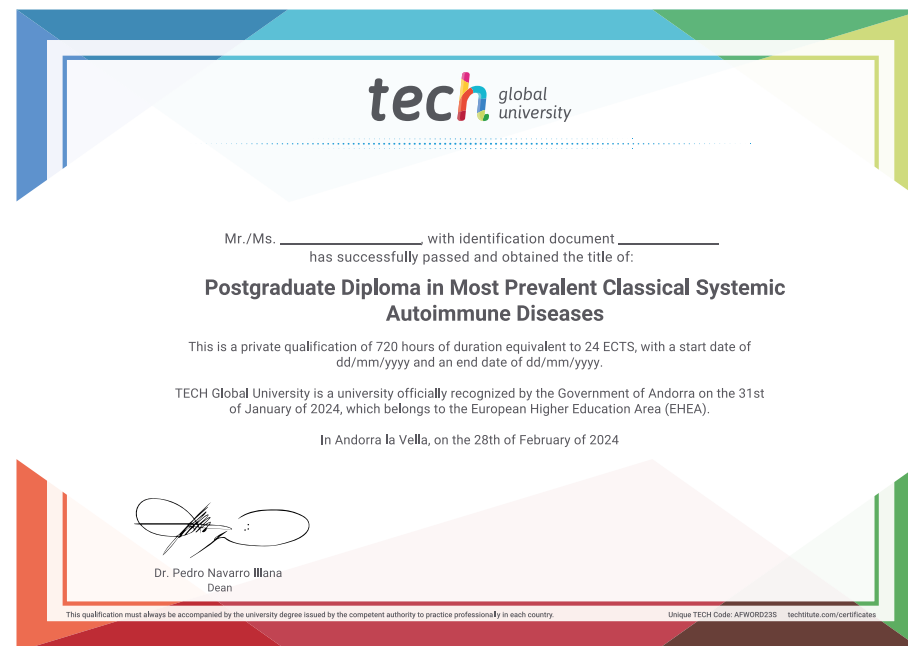 tech global university
Mr./Ms. ____________________, with identification document ______________
has successfully passed and obtained the title of:
Postgraduate Diploma in Most Prevalent Classical Systemic
Autoimmune Diseases
This is a private qualification of 720 hours of duration equivalent to 24 ECTS, with a start date of
dd/mm/yyyy and an end date of dd/mm/yyyy.
TECH Global University is a university officially recognized by the Government of Andorra on the 31st
of January of 2024, which belongs to the European Higher Education Area (EHEA).
In Andorra la Vella, on the 28th of February of 2024
Dr. Pedro Navarro Illana
Dean
This qualification must always be accompanied by the university degree issued by the competent authority to practice professionally in each country.
Unique TECH Code: AFWORD23S techtitute.com/certificates